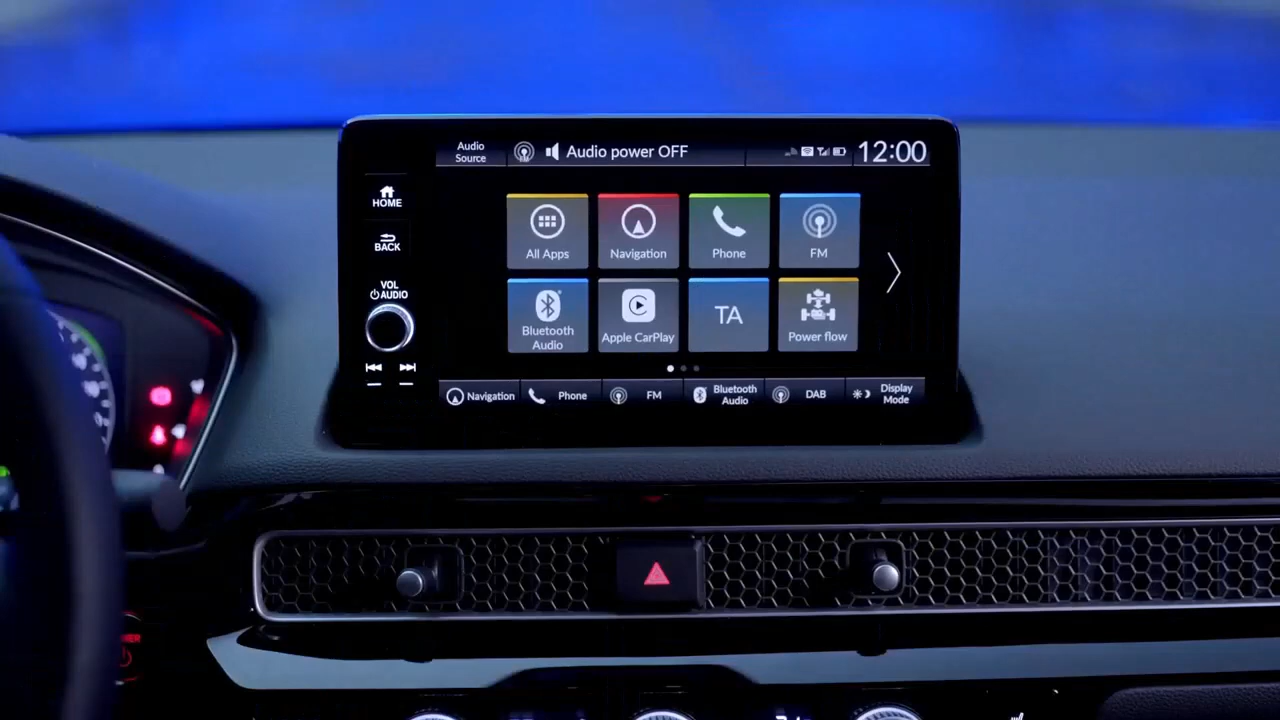 Audio
Source
Audio power OFF
12:00
HOME
BACK
VOL
AUDIO
All Apps
Navigation
Phone
FM
Bluetooth
Audio
Apple CarPlay
TA
Power flow
Navigation
Phone
FM
Bluetooth
Audio
DAB
Display
Mode